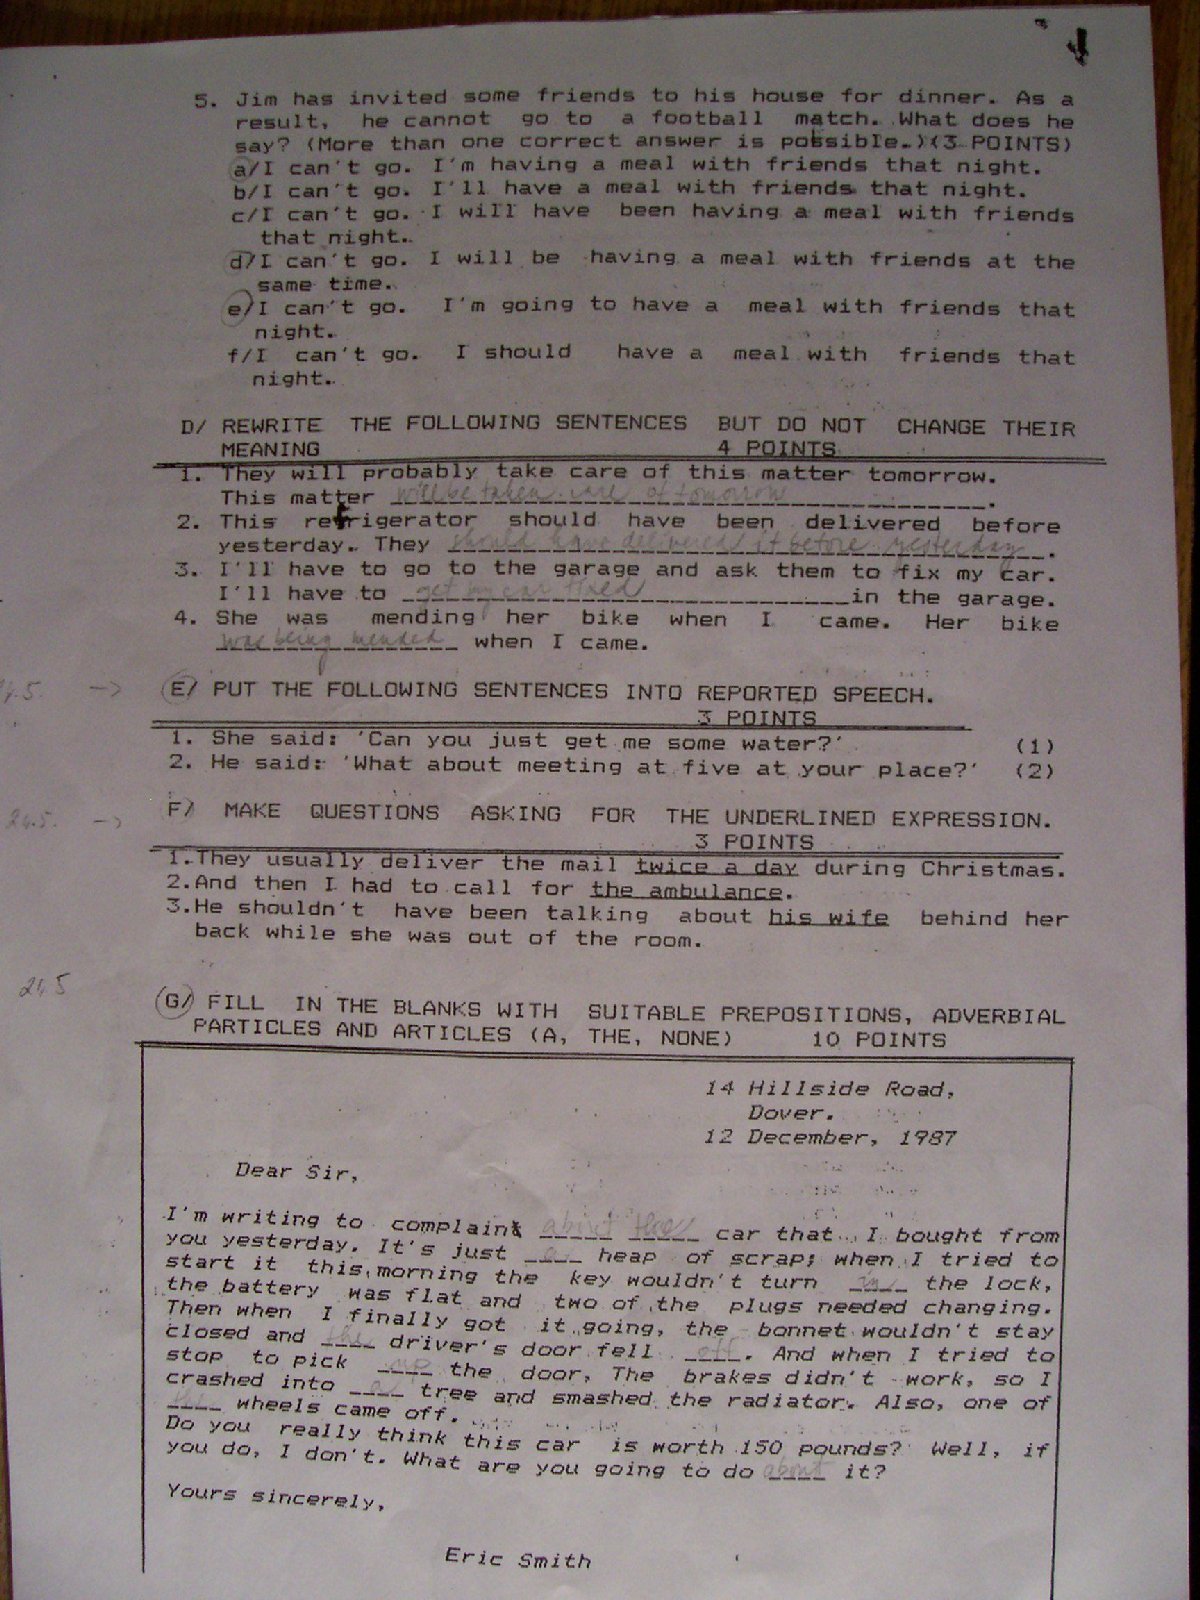 5. Jim has invited some friends to his house for dinner. As a
result, he cannot go to a football match. What does he
say? (More than one correct answer is possible.)(3 POINTS)
a/I can't go. I'm having a meal with friends that night.
b/I can't go. I'll have a meal with friends that night.
c/I can't go. I will have been having a meal with friends
that night.
d/I can't go. I will be having a meal with friends at the
same time.
e/I can't go. I'm going to have a meal with friends that
night.
f/I can't go. I should have a meal with friends that
night.
D/ REWRITE THE FOLLOWING SENTENCES BUT DO NOT CHANGE THEIR
MEANING 4 POINTS
1. They will probably take care of this matter tomorrow.
This matter will be taken care of tomorrow.
2. This refrigerator should have been delivered before
yesterday. They should have delivered it before yesterday.
3. I'll have to go to the garage and ask them to fix my car.
I'll have to get my car fixed in the garage.
4. She was mending her bike when I came. Her bike
was being mended when I came.
.5. -> E/ PUT THE FOLLOWING SENTENCES INTO REPORTED SPEECH.
3 POINTS
1. She said: 'Can you just get me some water?' (1)
2. He said: 'What about meeting at five at your place?' (2)
24.5. -> F/ MAKE QUESTIONS ASKING FOR THE UNDERLINED EXPRESSION.
3 POINTS
1.They usually deliver the mail twice a day during Christmas.
2.And then I had to call for the ambulance.
3.He shouldn't have been talking about his wife behind her
back while she was out of the room.
24.5 G/ FILL IN THE BLANKS WITH SUITABLE PREPOSITIONS, ADVERBIAL
PARTICLES AND ARTICLES (A, THE, NONE) 10 POINTS
14 Hillside Road,
Dover.
12 December, 1987
Dear Sir,
I'm writing to complain about the car that I bought from
you yesterday. It's just a heap of scrap; when I tried to
start it this morning the key wouldn't turn in the lock,
the battery was flat and two of the plugs needed changing.
Then when I finally got it going, the bonnet wouldn't stay
closed and the driver's door fell off. And when I tried to
stop to pick up the door, The brakes didn't work, so I
crashed into a tree and smashed the radiator. Also, one of
the wheels came off.
Do you really think this car is worth 150 pounds? Well, if
you do, I don't. What are you going to do about it?
Yours sincerely,
Eric Smith